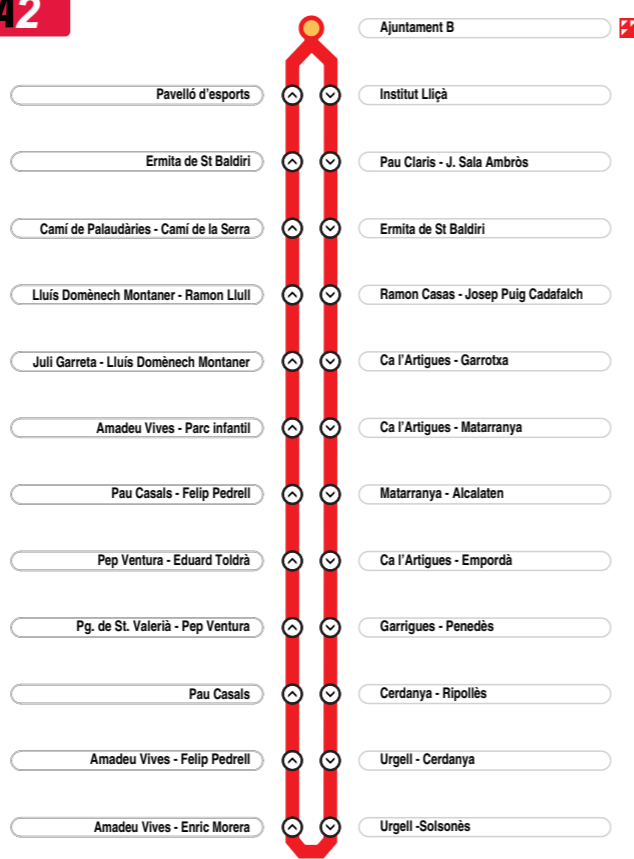 A2
Ajuntament B
Pavelló d'esports
Institut Lliçà
Ermita de St Baldiri
Pau Claris - J. Sala Ambròs
Camí de Palaudàries - Camí de la Serra
Ermita de St Baldiri
Lluís Domènech Montaner - Ramon Llull
Ramon Casas - Josep Puig Cadafalch
Juli Garreta - Lluís Domènech Montaner
Ca l'Artigues - Garrotxa
Amadeu Vives - Parc infantil
Ca l'Artigues - Matarranya
Pau Casals - Felip Pedrell
Matarranya - Alcalaten
Pep Ventura - Eduard Toldrà
Ca l'Artigues - Empordà
Pg. de St. Valerià - Pep Ventura
Garrigues - Penedès
Pau Casals
Cerdanya - Ripollès
Amadeu Vives - Felip Pedrell
Urgell - Cerdanya
Amadeu Vives - Enric Morera
Urgell -Solsonès